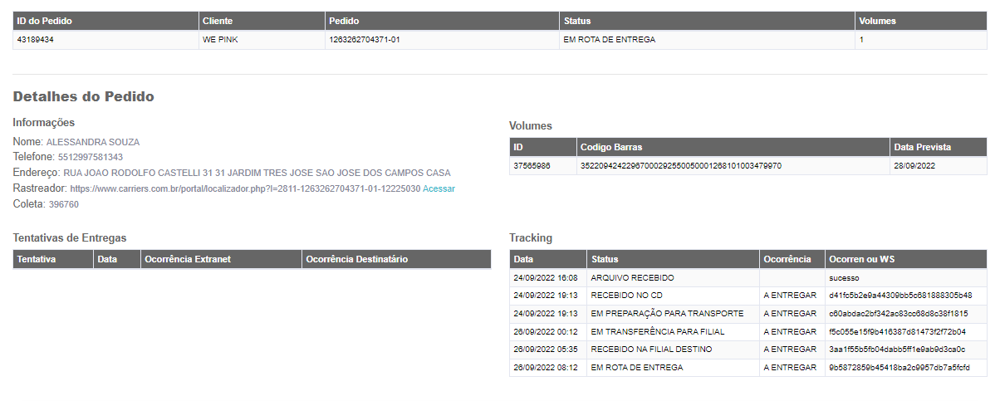 ID do Pedido Cliente Pedido Status Volumes
43189434 WE PINK 1263262704371-01 EM ROTA DE ENTREGA 1
Detalhes do Pedido
Informações
Nome: ALESSANDRA SOUZA
Telefone: 5512997581343
Endereço: RUA JOAO RODOLFO CASTELLI 31 31 JARDIM TRES JOSE SAO JOSE DOS CAMPOS CASA
Rastreador: https://www.carriers.com.br/portal/localizador.php?l=2811-1263262704371-01-12225030 Acessar
Coleta: 396760
Volumes
ID Codigo Barras Data Prevista
37565986 35220942422967000292550050001268101003479970 28/09/2022
Tentativas de Entregas
Tentativa Data Ocorrência Extranet Ocorrência Destinatário
Tracking
Data Status Ocorrência Ocorren ou WS
24/09/2022 16:08 ARQUIVO RECEBIDO sucesso
24/09/2022 19:13 RECEBIDO NO CD A ENTREGAR d41fc5b2e9a44309bb5c681888305b48
24/09/2022 19:13 EM PREPARAÇÃO PARA TRANSPORTE A ENTREGAR c60abdac2bf342ac83cc68d8c38f1815
26/09/2022 00:12 EM TRANSFERÊNCIA PARA FILIAL A ENTREGAR f5c055e15f9b416387d81473f2f72b04
26/09/2022 05:35 RECEBIDO NA FILIAL DESTINO A ENTREGAR 3aa1f55b5fb04dabb5ff1e9ab9d3ca0c
26/09/2022 08:12 EM ROTA DE ENTREGA A ENTREGAR 9b5872859b45418ba2c9957db7a5fcfd